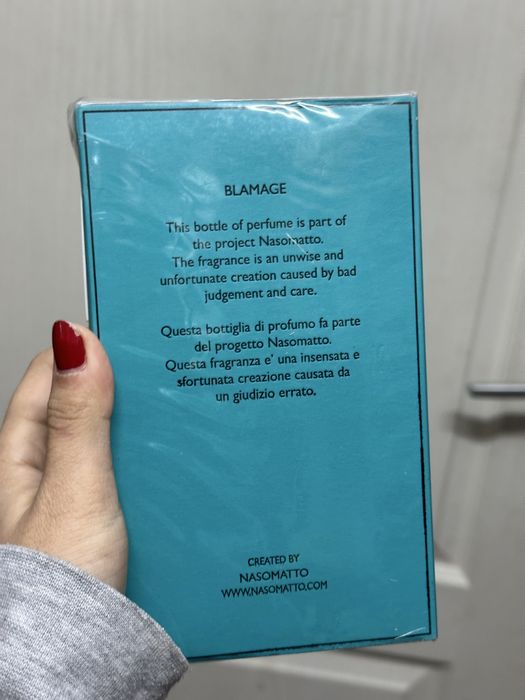 BLAMAGE
This bottle of perfume is part of
the project Nasomatto.
The fragrance is an unwise and
unfortunate creation caused by bad
judgement and care.
Questa bottiglia di profumo fa parte
del progetto Nasomatto.
Questa fragranza e' una insensata e
sfortunata creazione causata da
un giudizio errato.
CREATED BY
NASOMATTO
WWW.NASOMATTO.COM